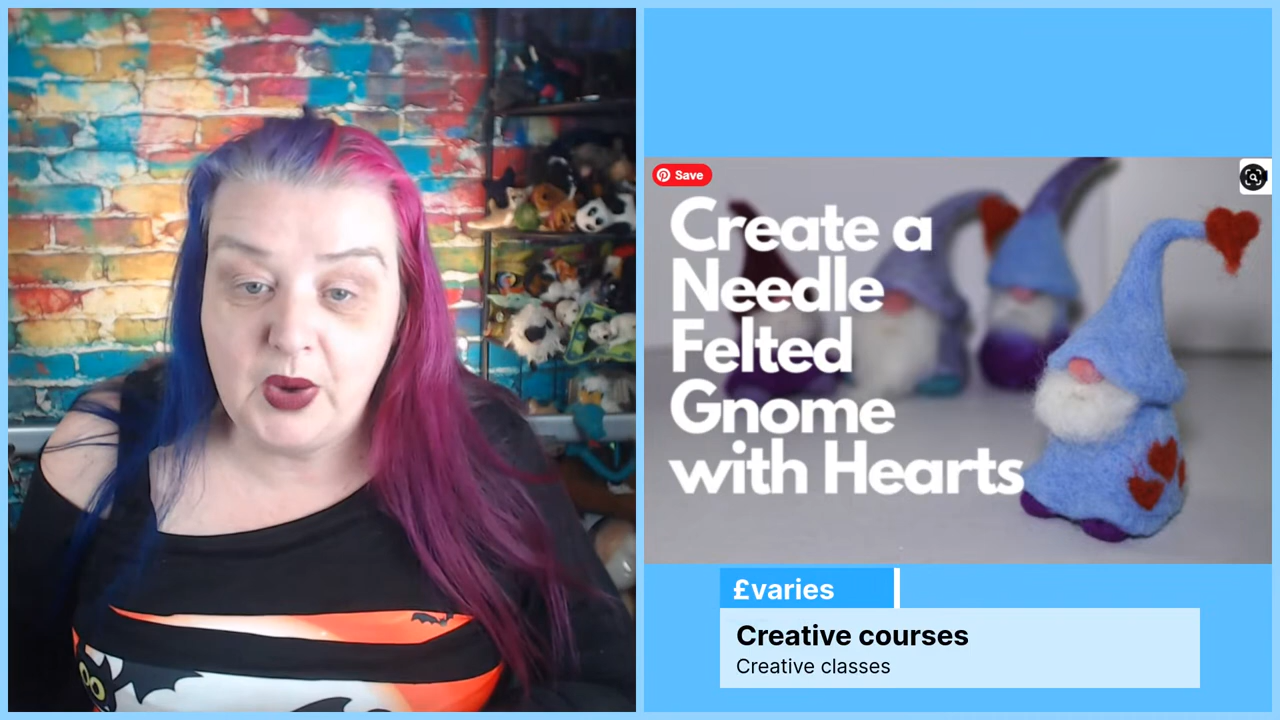 Save
Create a
Needle
Felted
Gnome
with Hearts
£varies
Creative courses
Creative classes